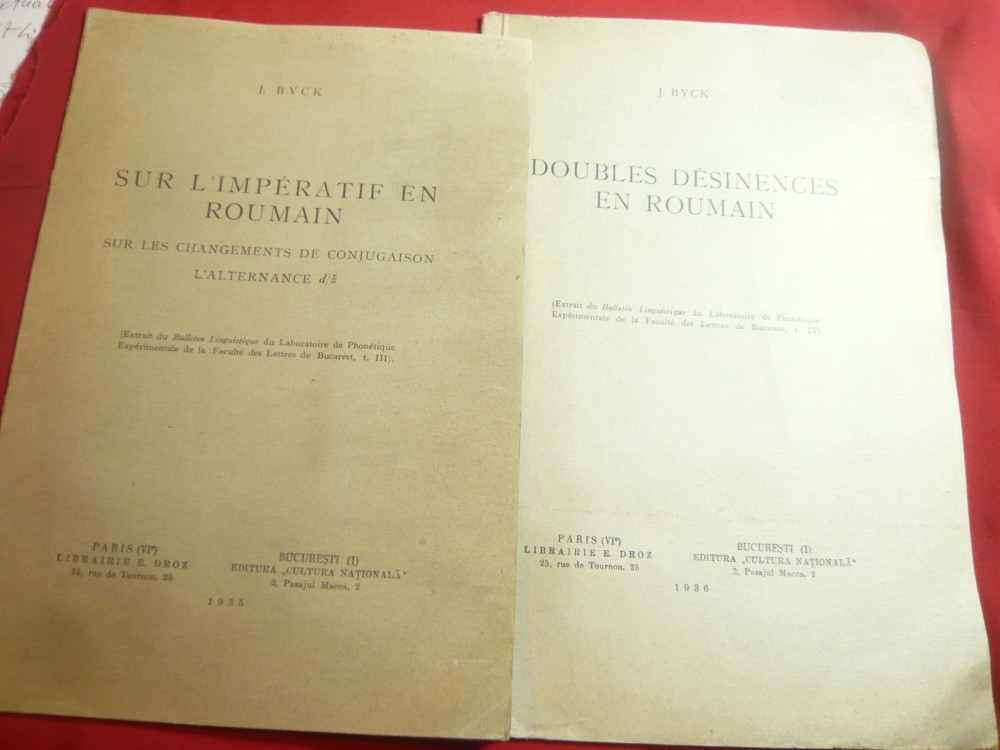 J. BYCK
SUR L'IMPÉRATIF EN
ROUMAIN
SUR LES CHANGEMENTS DE CONJUGAISON
L'ALTERNANCE d/ž
(Extrait du Bulletin Linguistique du Laboratoire de Phonétique
Expérimentale de la Faculté des Lettres de Bucarest, t. III).
PARIS (VIe)
LIBRAIRIE E. DROZ
25, rue de Tournon, 25
BUCUREȘTI (I)
EDITURA „CULTURA NAȚIONALĂ“
2, Pasajul Macca, 2
1935
J. BYCK
DOUBLES DÉSINENCES
EN ROUMAIN
(Extrait du Bulletin Linguistique du Laboratoire de Phonétique
Expérimentale de la Faculté des Lettres de Bucarest, t. IV)
PARIS (VIe)
LIBRAIRIE E. DROZ
25, rue de Tournon, 25
BUCUREȘTI (I)
EDITURA „CULTURA NAȚIONALĂ“
2, Pasajul Macca, 2
1936